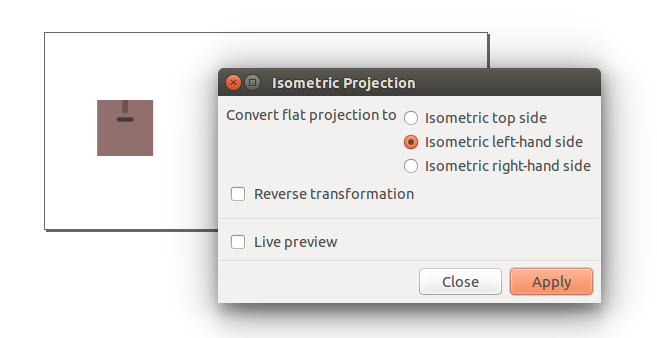 Isometric Projection
Convert flat projection to
Isometric top side
Isometric left-hand side
Isometric right-hand side
Reverse transformation
Live preview
Close
Apply